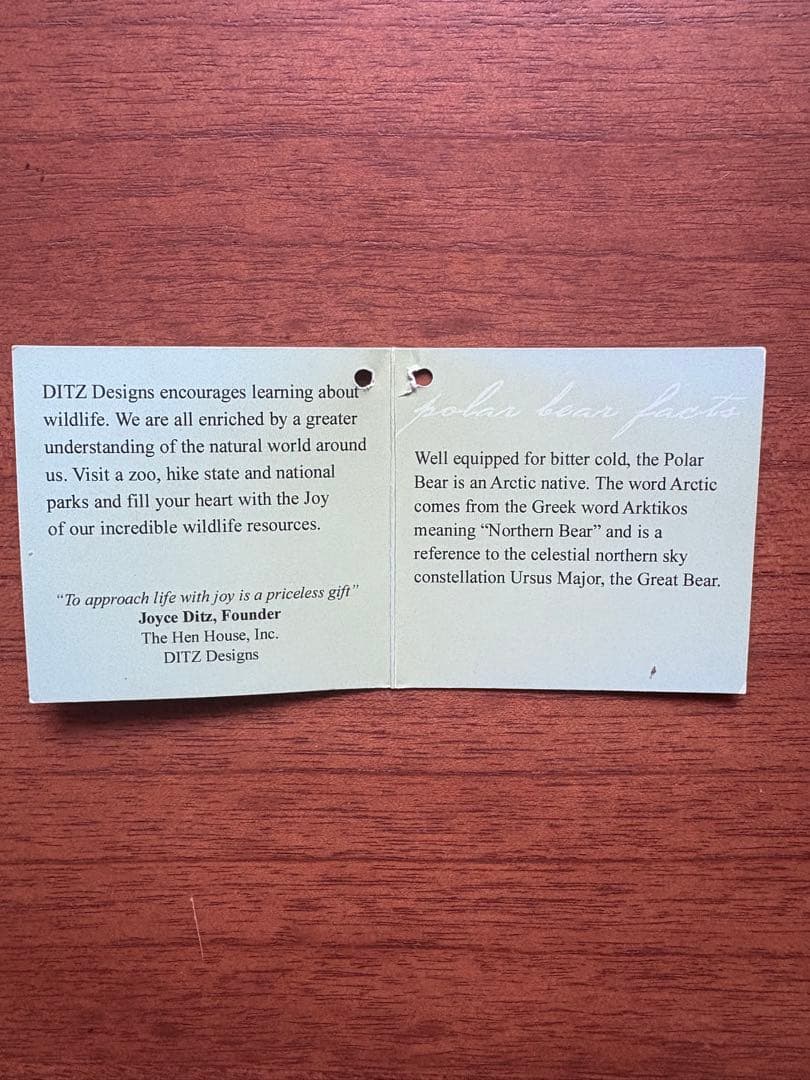 DITZ Designs encourages learning about
wildlife. We are all enriched by a greater
understanding of the natural world around
us. Visit a zoo, hike state and national
parks and fill your heart with the Joy
of our incredible wildlife resources.
“To approach life with joy is a priceless gift”
Joyce Ditz, Founder
The Hen House, Inc.
DITZ Designs
polar bear facts
Well equipped for bitter cold, the Polar
Bear is an Arctic native. The word Arctic
comes from the Greek word Arktikos
meaning “Northern Bear” and is a
reference to the celestial northern sky
constellation Ursus Major, the Great Bear.